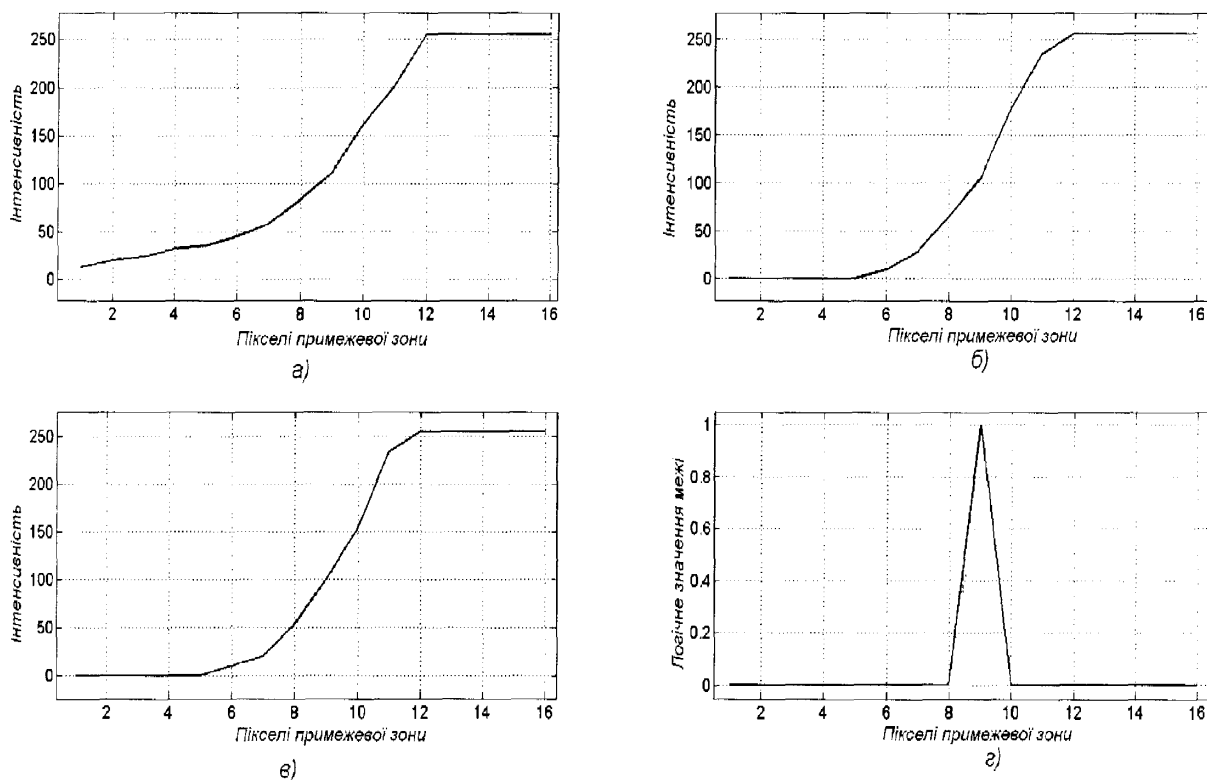 250
200
150
100
50
0
Інтенсивність
2 4 6 8 10 12 14 16
Пікселі примежевої зони
а)
250
200
150
100
50
0
Інтенсивність
2 4 6 8 10 12 14 16
Пікселі примежевої зони
б)
250
200
150
100
50
0
Інтенсивність
2 4 6 8 10 12 14 16
Пікселі примежевої зони
в)
1
0.8
0.6
0.4
0.2
0
Логічне значення межі
2 4 6 8 10 12 14 16
Пікселі примежевої зони
г)